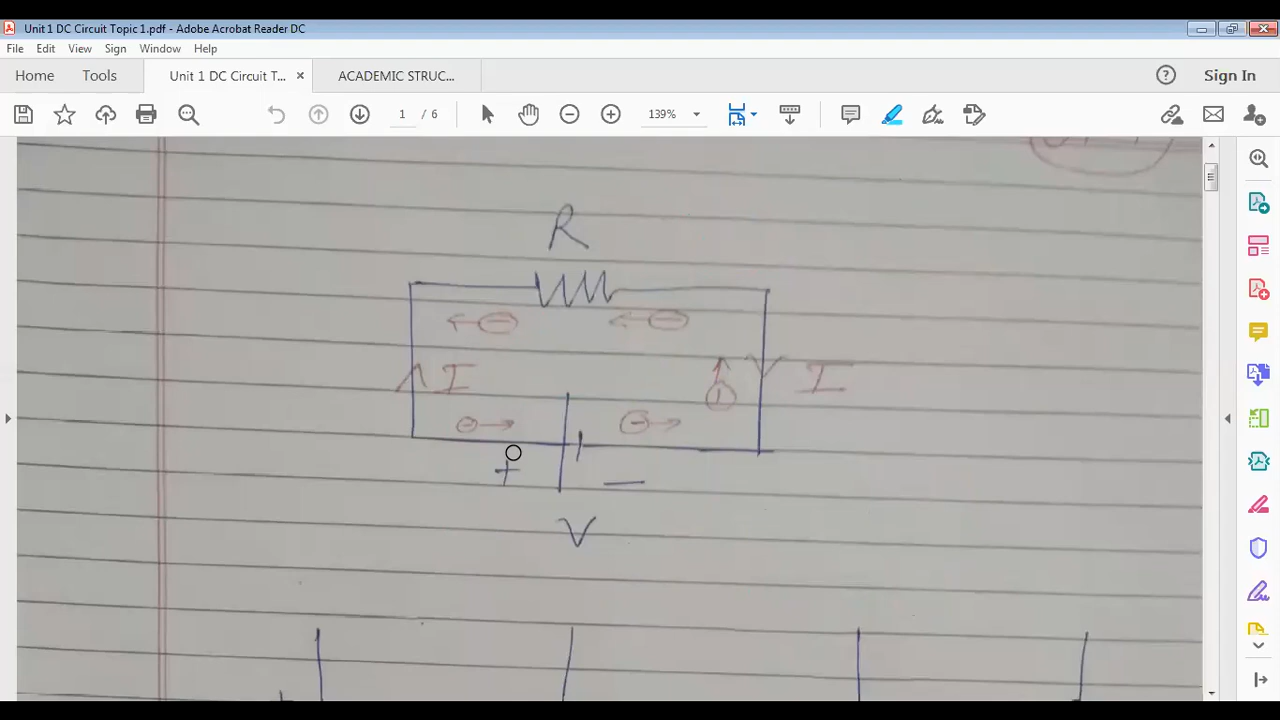 Unit 1 DC Circuit Topic 1.pdf - Adobe Acrobat Reader DC
File Edit View Sign Window Help
Home Tools Unit 1 DC Circuit T... × ACADEMIC STRUC... ? Sign In
1 / 6 139%
R
I I
+ −
V